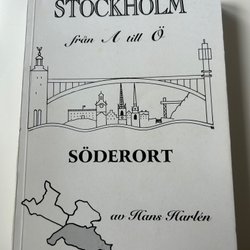 STOCKHOLM
från A till Ö
SÖDERORT
av Hans Harlén